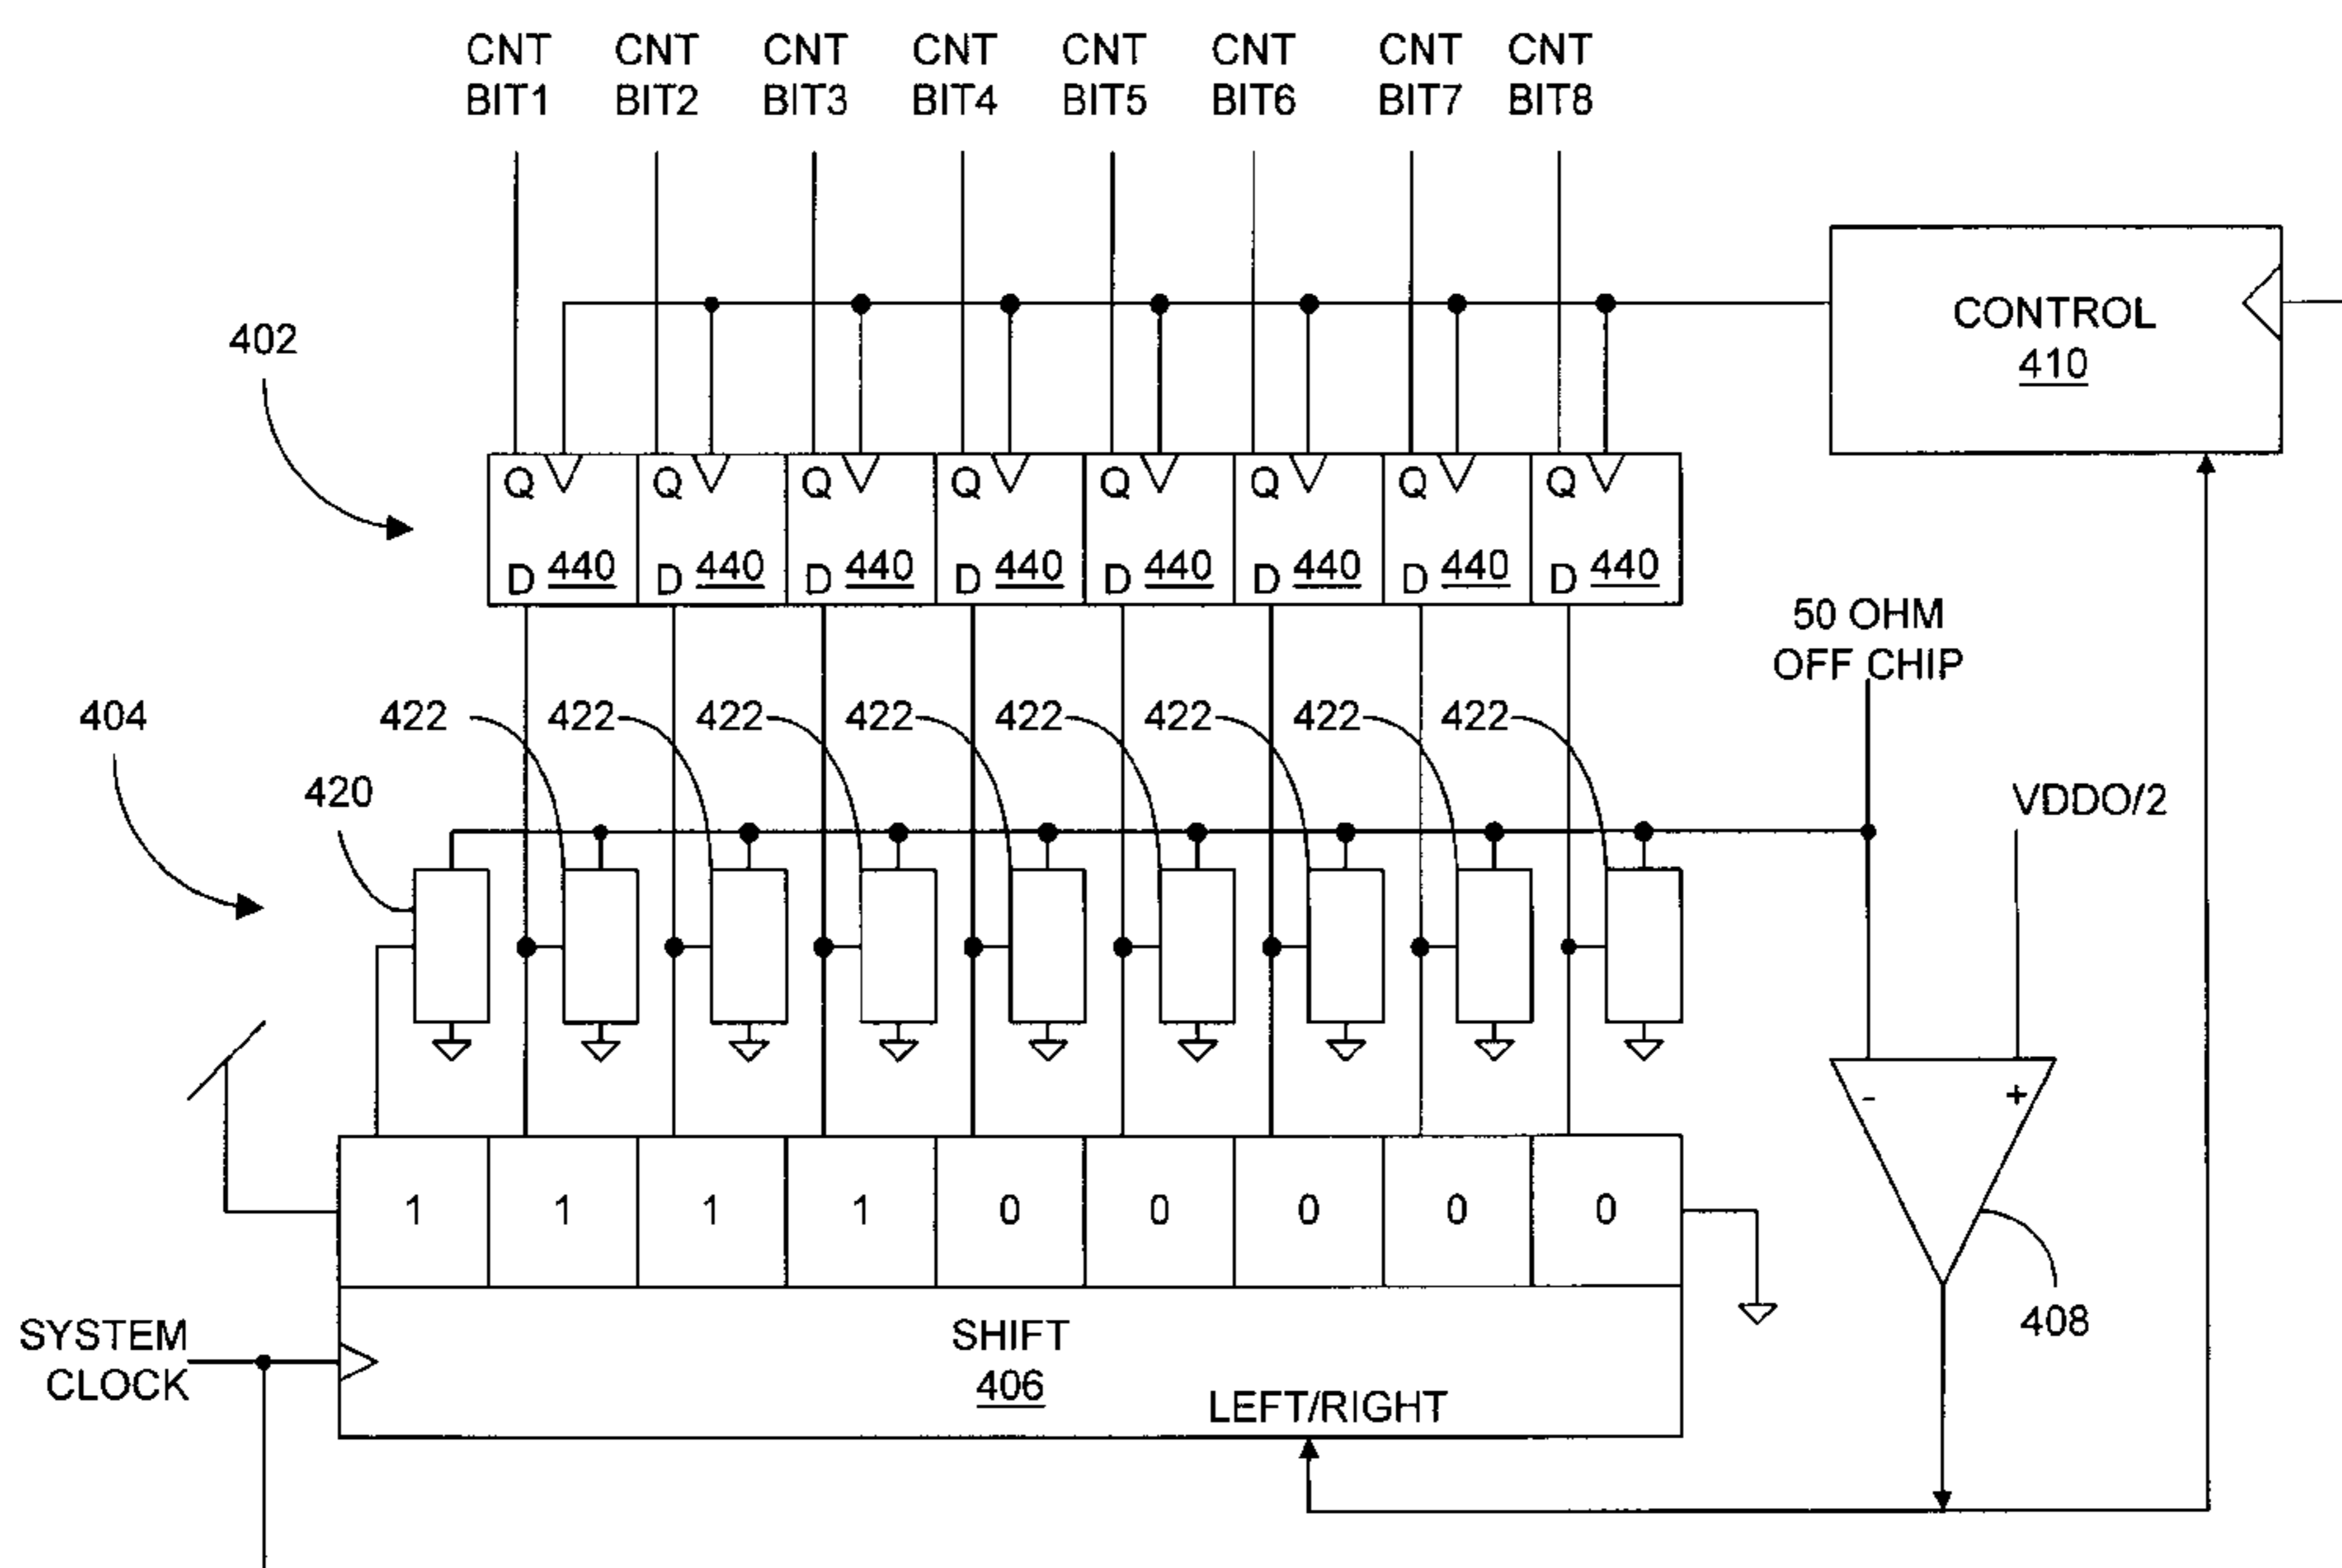 CNT CNT CNT CNT CNT CNT CNT CNT
BIT1 BIT2 BIT3 BIT4 BIT5 BIT6 BIT7 BIT8
CONTROL
410
402
Q Q Q Q Q Q Q Q
D 440 D 440 D 440 D 440 D 440 D 440 D 440 D 440
50 OHM
OFF CHIP
404
422 422 422 422 422 422 422 422
420
VDDO/2
- +
1 1 1 1 0 0 0 0 0
408
SYSTEM
CLOCK
SHIFT
406
LEFT/RIGHT